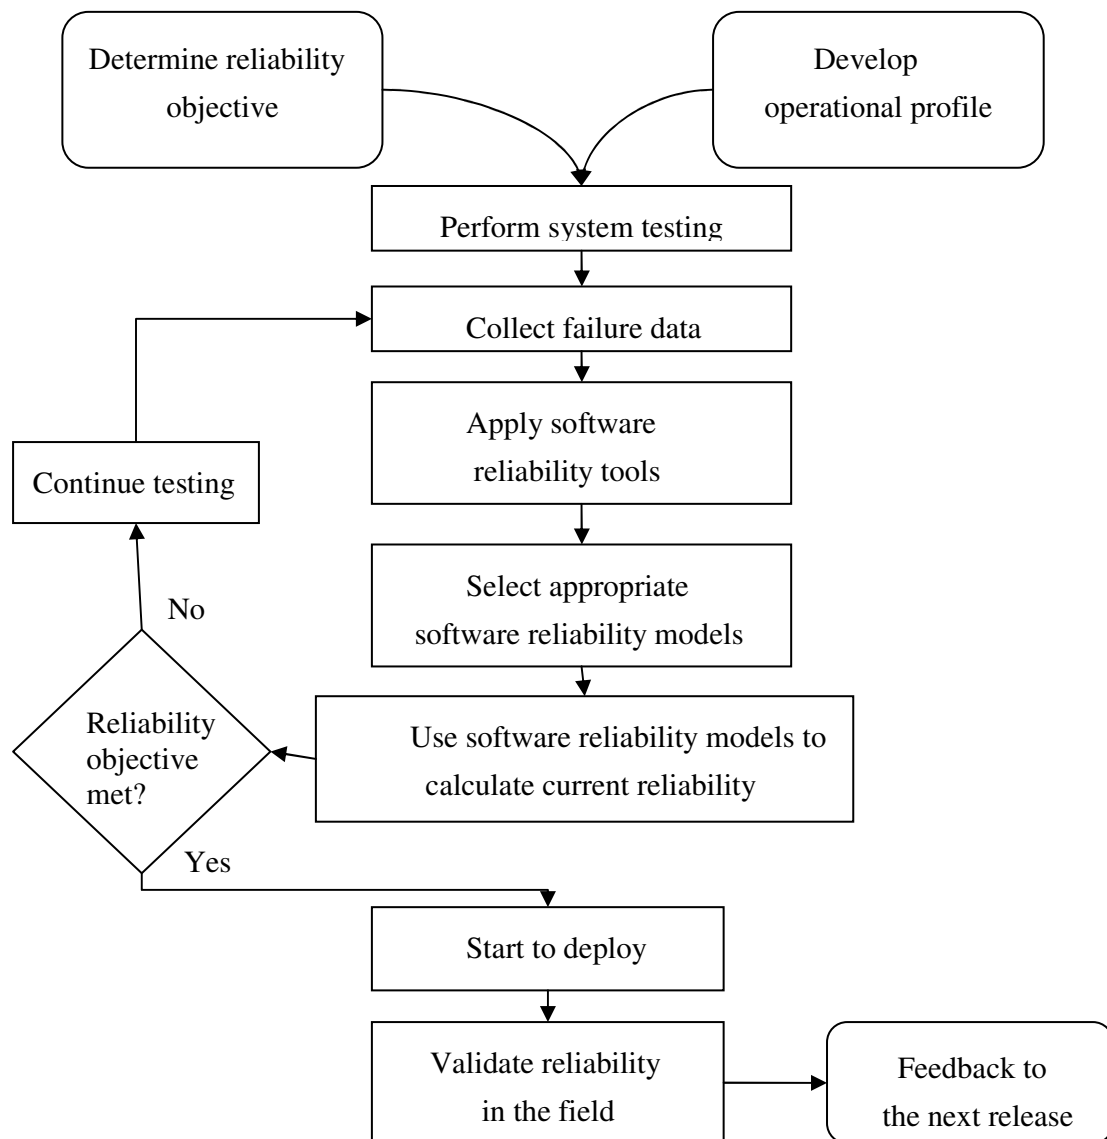 Determine reliability
objective
Develop
operational profile
Perform system testing
Collect failure data
Apply software
reliability tools
Continue testing
Select appropriate
software reliability models
No
Reliability
objective
met?
Use software reliability models to
calculate current reliability
Yes
Start to deploy
Validate reliability
in the field
Feedback to
the next release